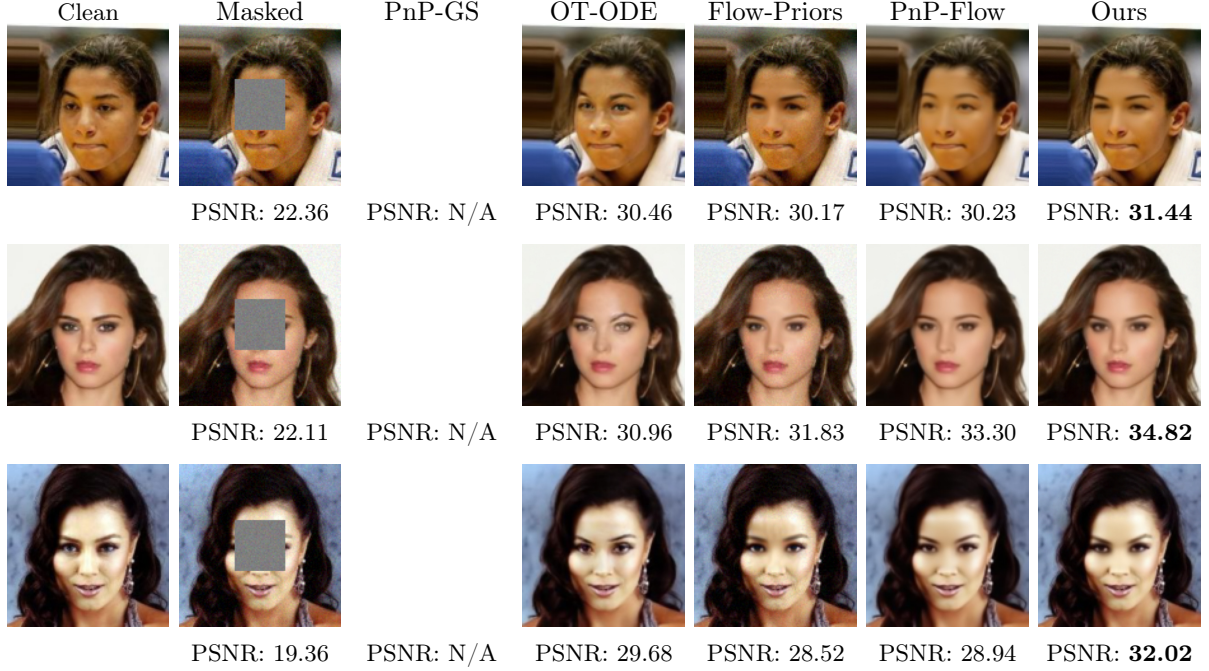 Clean Masked PnP-GS OT-ODE Flow-Priors PnP-Flow Ours
PSNR: 22.36 PSNR: N/A PSNR: 30.46 PSNR: 30.17 PSNR: 30.23 PSNR: 31.44
PSNR: 22.11 PSNR: N/A PSNR: 30.96 PSNR: 31.83 PSNR: 33.30 PSNR: 34.82
PSNR: 19.36 PSNR: N/A PSNR: 29.68 PSNR: 28.52 PSNR: 28.94 PSNR: 32.02